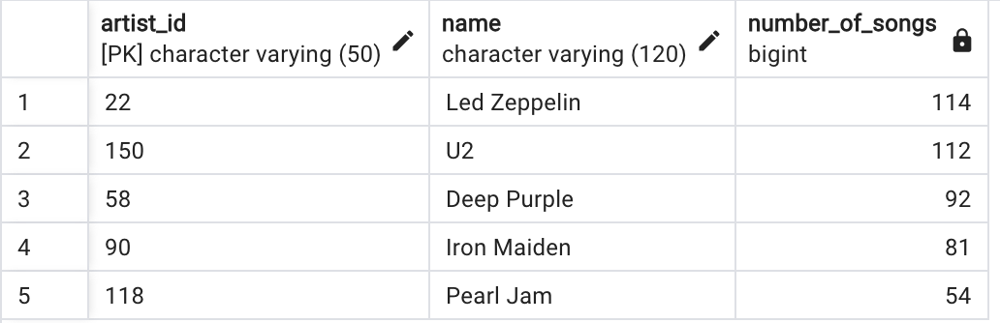 artist_id name number_of_songs
[PK] character varying (50) character varying (120) bigint
1 22 Led Zeppelin 114
2 150 U2 112
3 58 Deep Purple 92
4 90 Iron Maiden 81
5 118 Pearl Jam 54